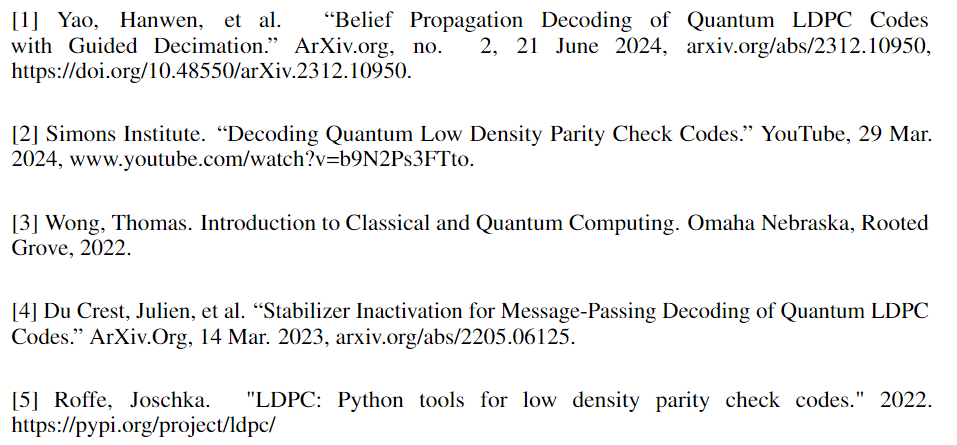 [1] Yao, Hanwen, et al. “Belief Propagation Decoding of Quantum LDPC Codes
with Guided Decimation.” ArXiv.org, no. 2, 21 June 2024, arxiv.org/abs/2312.10950,
https://doi.org/10.48550/arXiv.2312.10950.
[2] Simons Institute. “Decoding Quantum Low Density Parity Check Codes.” YouTube, 29 Mar.
2024, www.youtube.com/watch?v=b9N2Ps3FTto.
[3] Wong, Thomas. Introduction to Classical and Quantum Computing. Omaha Nebraska, Rooted
Grove, 2022.
[4] Du Crest, Julien, et al. “Stabilizer Inactivation for Message-Passing Decoding of Quantum LDPC
Codes.” ArXiv.Org, 14 Mar. 2023, arxiv.org/abs/2205.06125.
[5] Roffe, Joschka. "LDPC: Python tools for low density parity check codes." 2022.
https://pypi.org/project/ldpc/